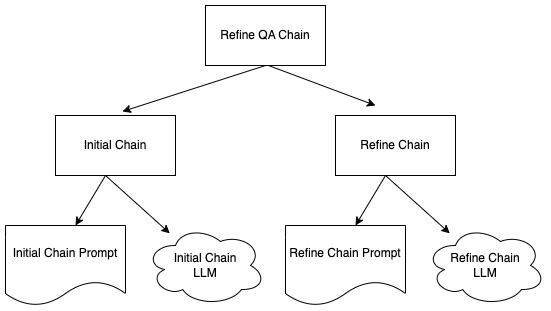 Refine QA Chain
Initial Chain
Refine Chain
Initial Chain Prompt
Initial Chain
LLM
Refine Chain Prompt
Refine Chain
LLM